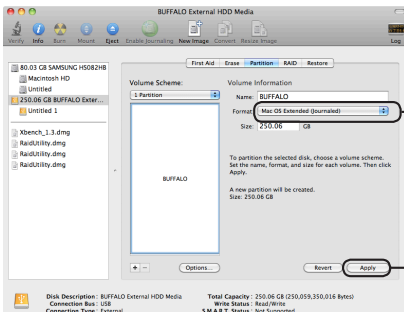 BUFFALO External HDD Media
Verify Info Burn Mount Eject Enable Journaling New Image Convert Resize Image Log
First Aid Erase Partition RAID Restore
80.03 GB SAMSUNG HS082HB
Macintosh HD
Untitled
250.06 GB BUFFALO Exter...
Untitled 1
Xbench_1.3.dmg
RaidUtility.dmg
RaidUtility.dmg
RaidUtility.dmg
Volume Scheme:
1 Partition
BUFFALO
+ − Options...
Volume Information
Name: BUFFALO
Format: Mac OS Extended (Journaled)
Size: 250.06 GB
To partition the selected disk, choose a volume scheme.
Set the name, format, and size for each volume. Then click
Apply.
A new partition will be created.
Size: 250.06 GB
Revert Apply
Disk Description : BUFFALO External HDD Media Total Capacity : 250.06 GB (250,059,350,016 Bytes)
Connection Bus : USB Write Status : Read/Write
Connection Type : External S.M.A.R.T. Status : Not Supported